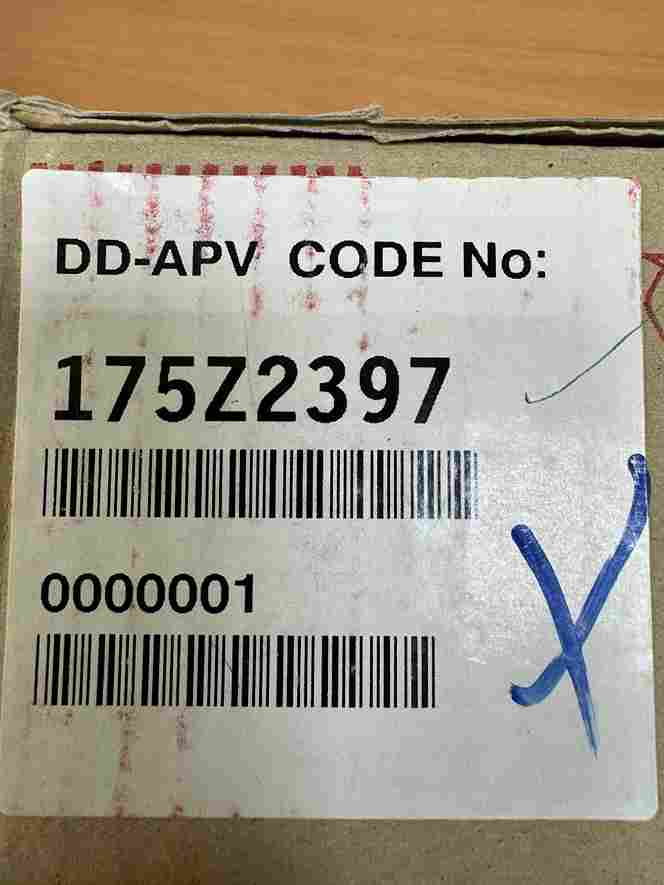 DD-APV CODE No:
175Z2397
0000001
X